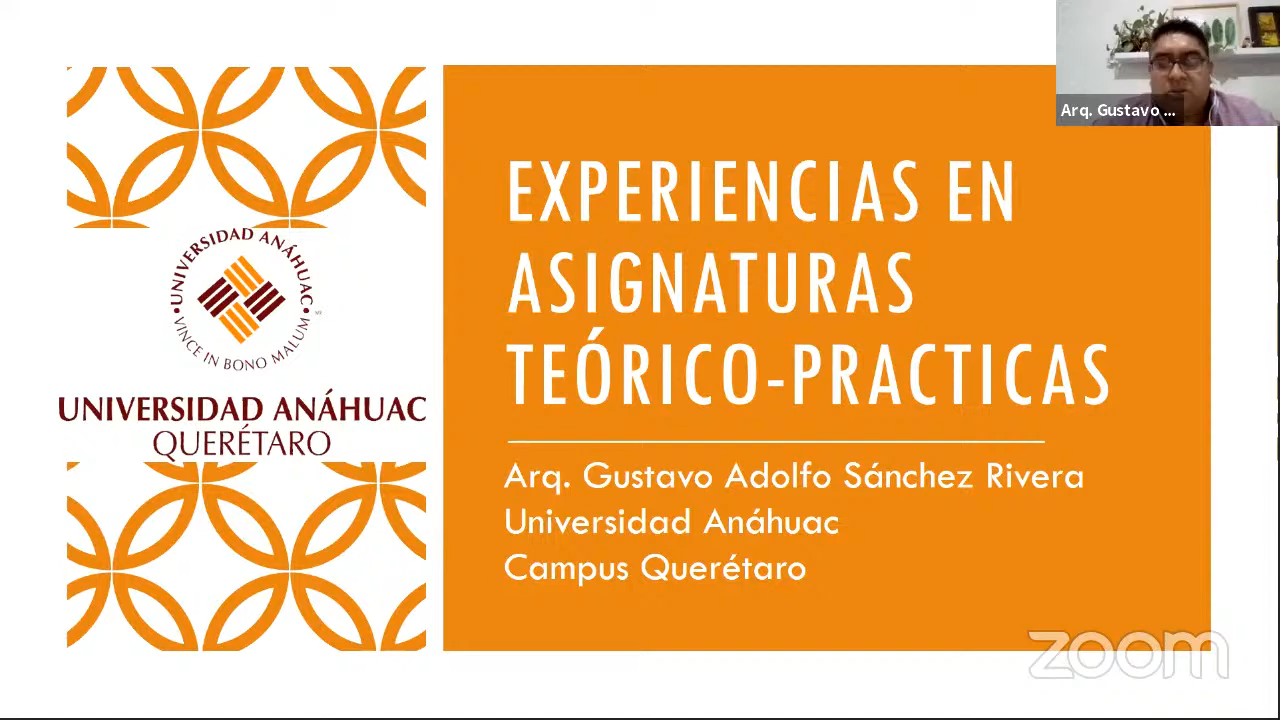 Arq. Gustavo ...
• UNIVERSIDAD ANÁHUAC •
VINCE IN BONO MALUM
UNIVERSIDAD ANÁHUAC
QUERÉTARO
EXPERIENCIAS EN
ASIGNATURAS
TEÓRICO-PRACTICAS
Arq. Gustavo Adolfo Sánchez Rivera
Universidad Anáhuac
Campus Querétaro
zoom